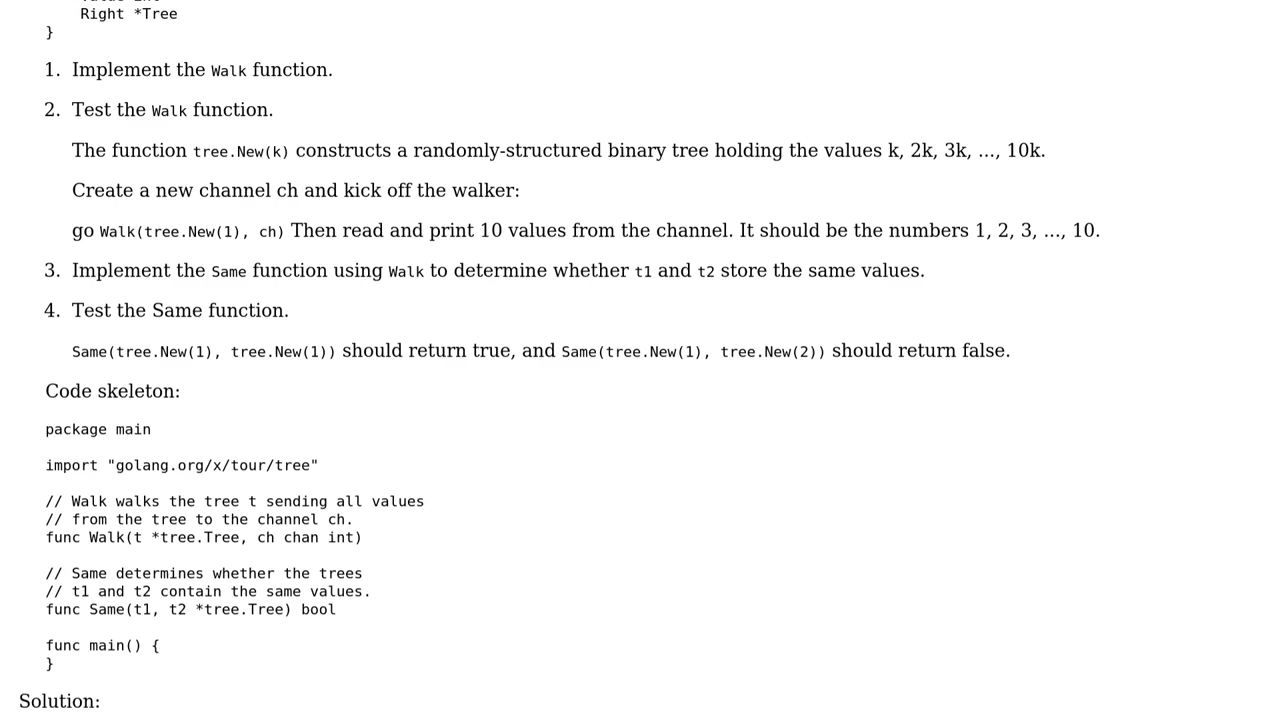 Right *Tree
}
1. Implement the Walk function.
2. Test the Walk function.
The function tree.New(k) constructs a randomly-structured binary tree holding the values k, 2k, 3k, ..., 10k.
Create a new channel ch and kick off the walker:
go Walk(tree.New(1), ch) Then read and print 10 values from the channel. It should be the numbers 1, 2, 3, ..., 10.
3. Implement the Same function using Walk to determine whether t1 and t2 store the same values.
4. Test the Same function.
Same(tree.New(1), tree.New(1)) should return true, and Same(tree.New(1), tree.New(2)) should return false.
Code skeleton:
package main
import "golang.org/x/tour/tree"
// Walk walks the tree t sending all values
// from the tree to the channel ch.
func Walk(t *tree.Tree, ch chan int)
// Same determines whether the trees
// t1 and t2 contain the same values.
func Same(t1, t2 *tree.Tree) bool
func main() {
}
Solution: